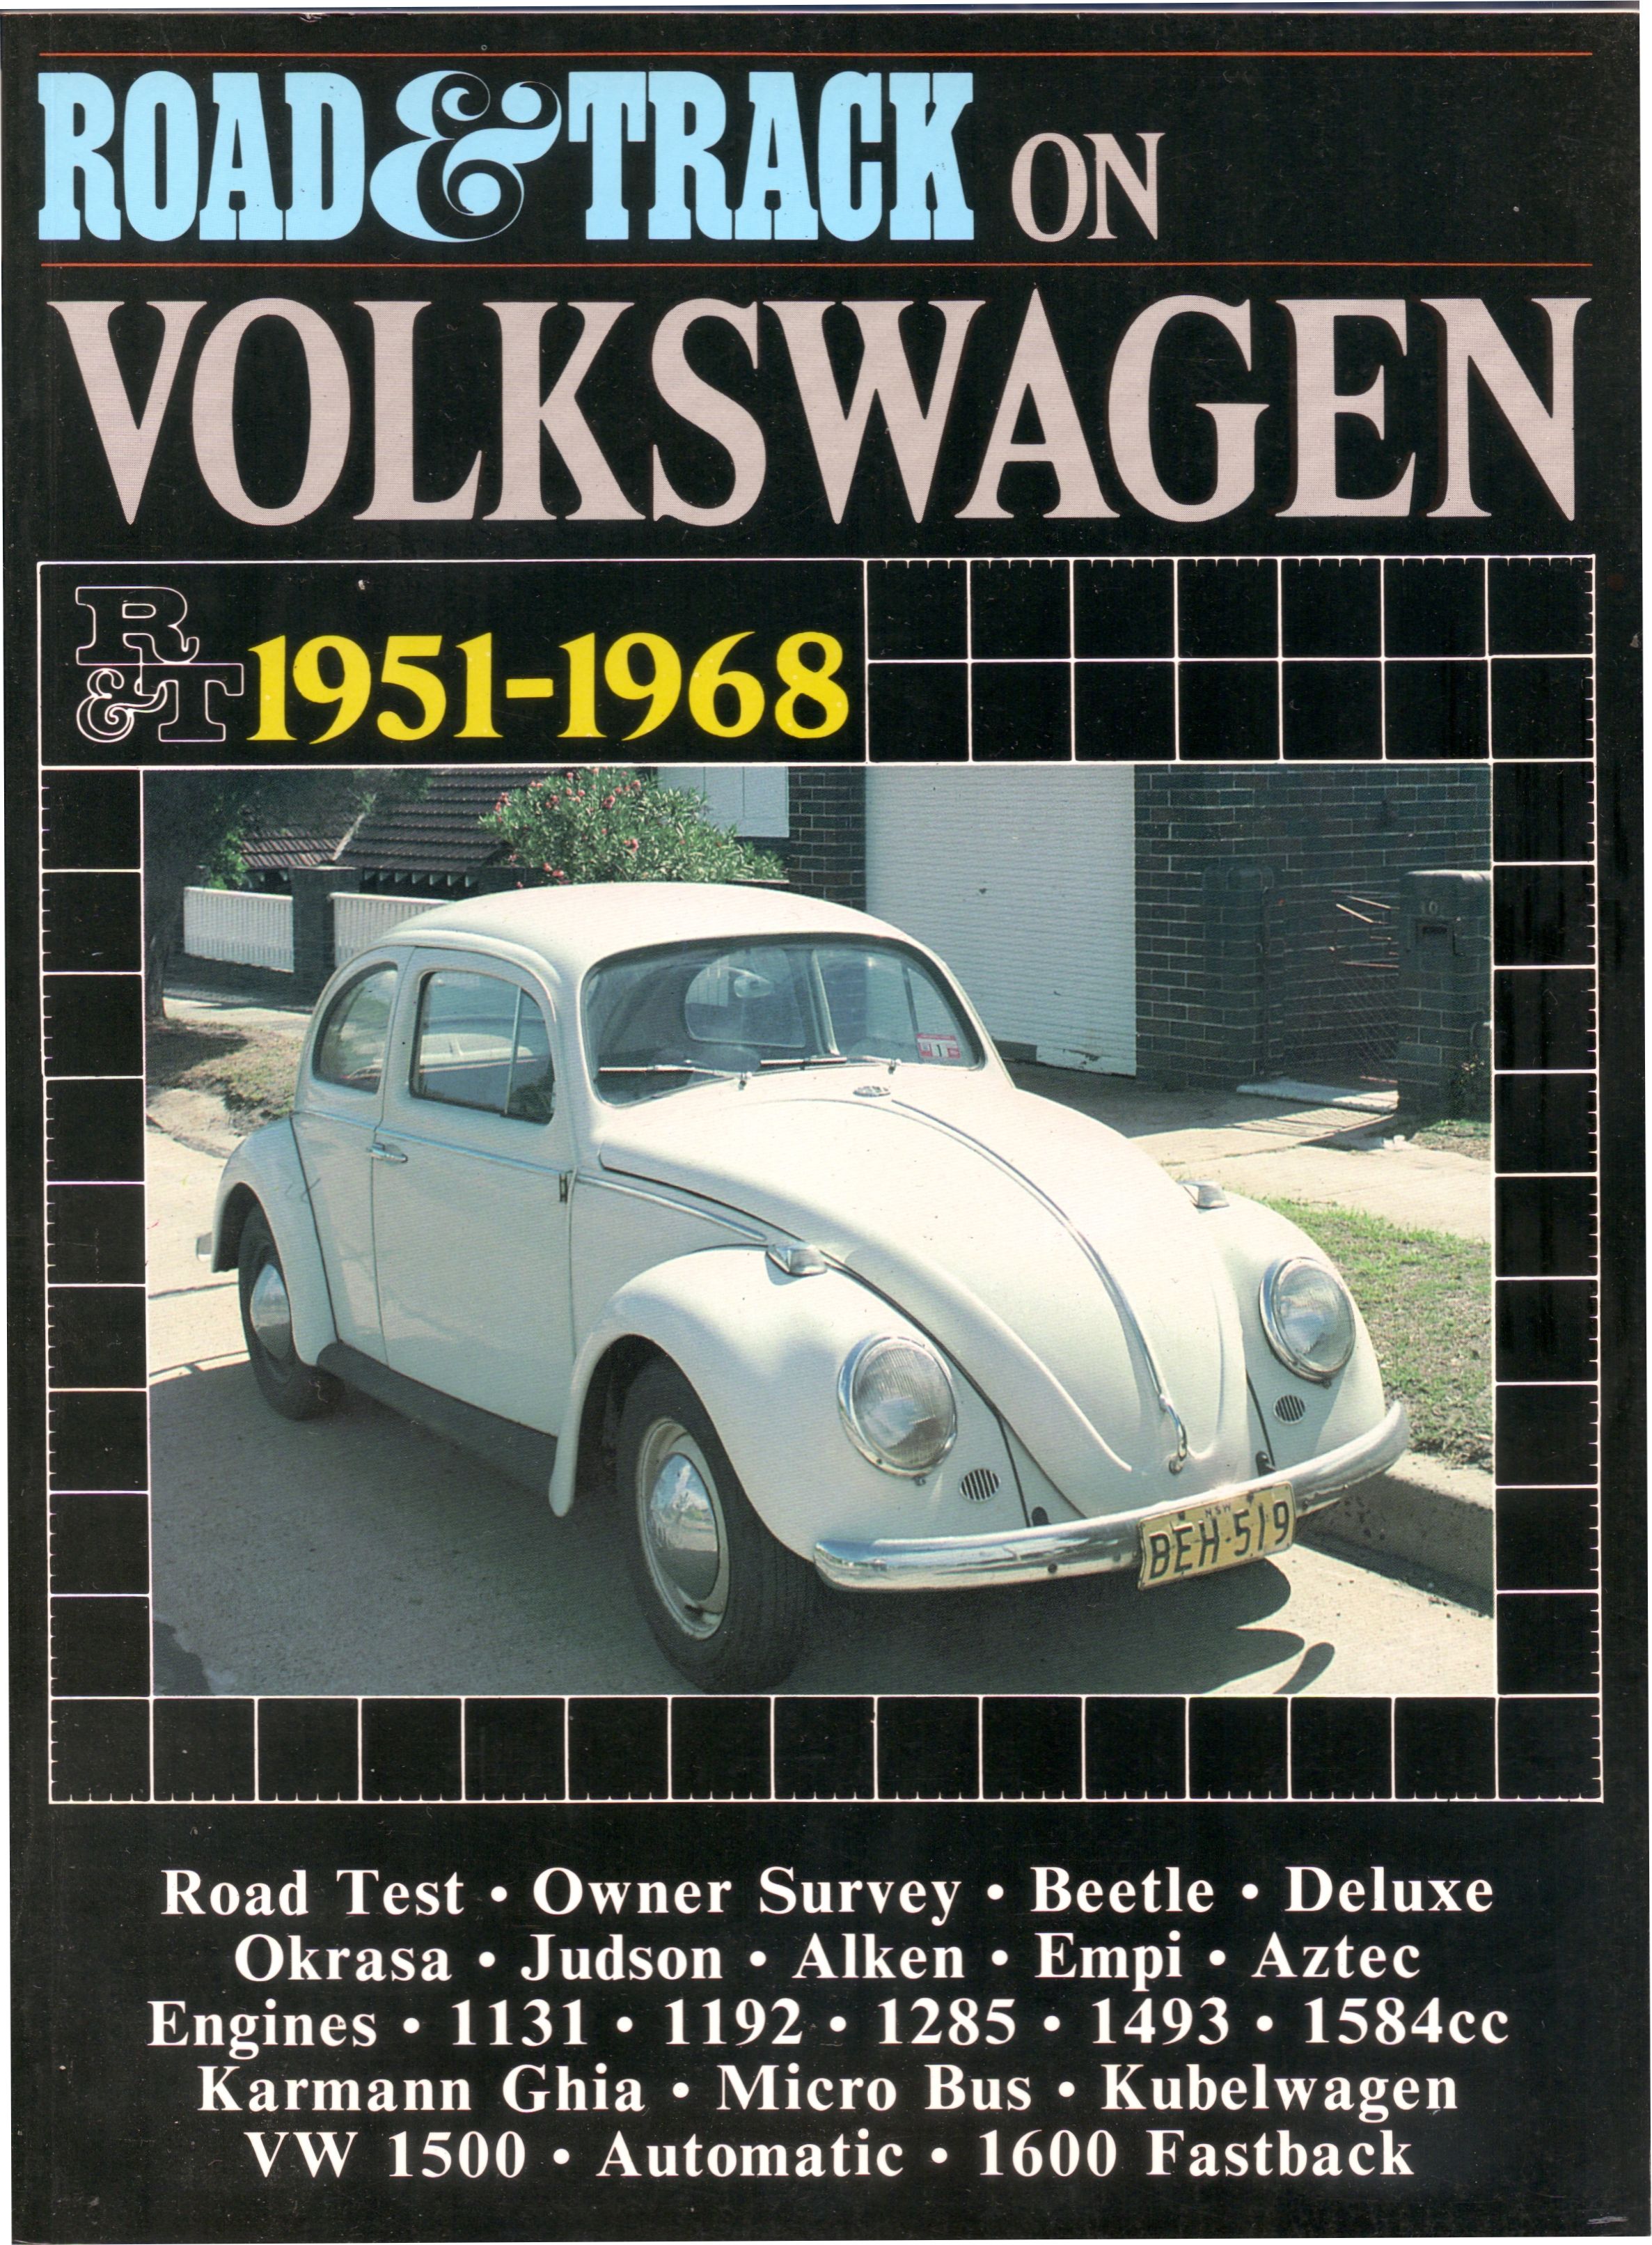 ROAD & TRACK ON
VOLKSWAGEN
R
&T
1951-1968
1
NSW
BEH·519
Road Test • Owner Survey • Beetle • Deluxe
Okrasa • Judson • Alken • Empi • Aztec
Engines • 1131 • 1192 • 1285 • 1493 • 1584cc
Karmann Ghia • Micro Bus • Kubelwagen
VW 1500 • Automatic • 1600 Fastback